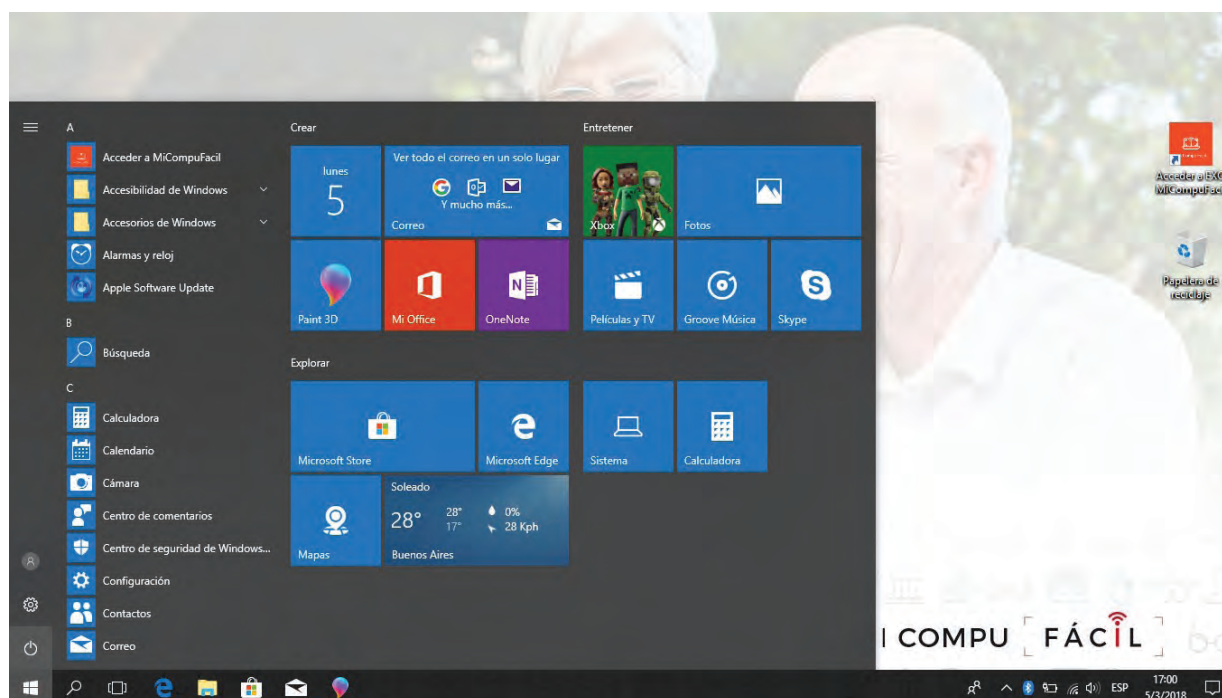 A
Acceder a MiCompuFacil
Accesibilidad de Windows
Accesorios de Windows
Alarmas y reloj
Apple Software Update
B
Búsqueda
C
Calculadora
Calendario
Cámara
Centro de comentarios
Centro de seguridad de Windows...
Configuración
Contactos
Correo
Crear
lunes
5
Ver todo el correo en un solo lugar
Y mucho más...
Correo
Paint 3D
Mi Office
OneNote
Explorar
Microsoft Store
Microsoft Edge
Mapas
Soleado
28° 28° 0%
17° 28 Kph
Buenos Aires
Entretener
Xbox
Fotos
Películas y TV
Groove Música
Skype
Sistema
Calculadora
Acceder a EXO
MiCompuFac
Papelera de
reciclaje
I COMPU FÁCIL
ESP
17:00
5/3/2018